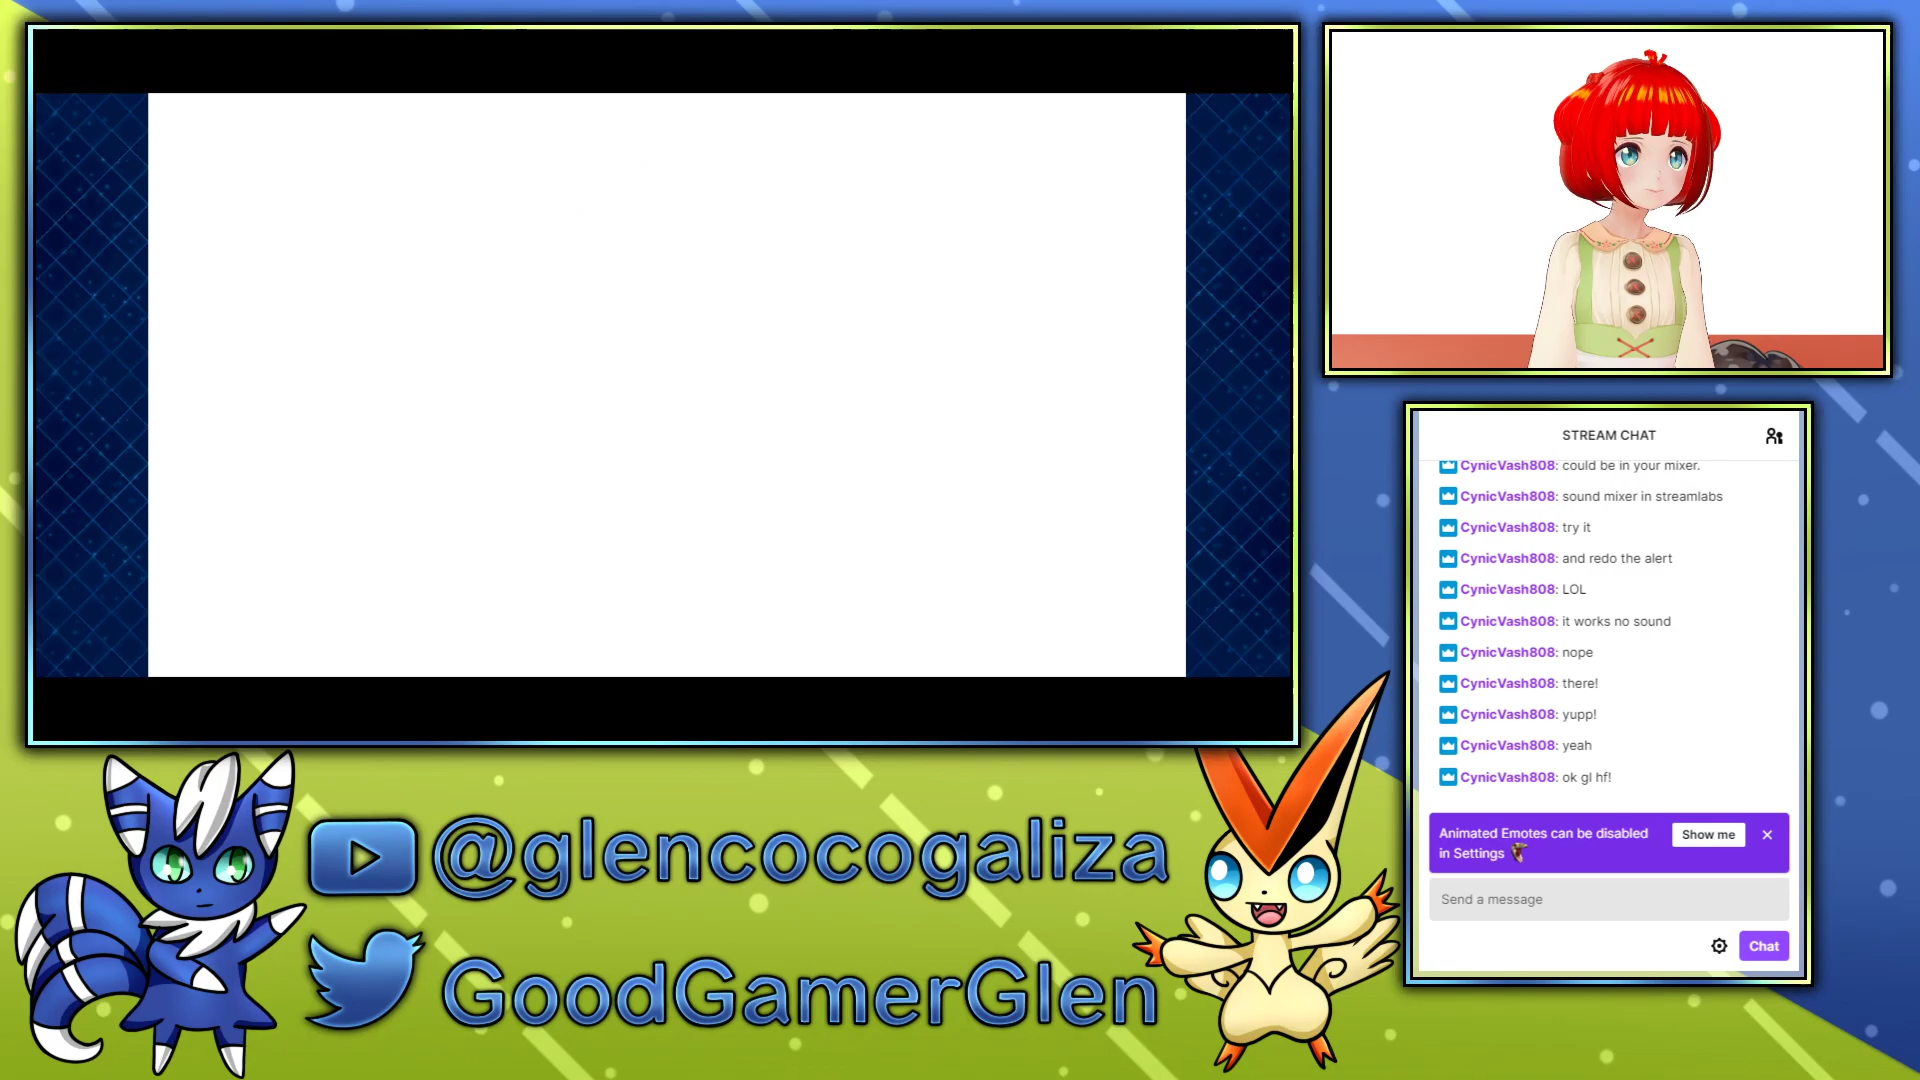 STREAM CHAT
CynicVash808: could be in your mixer.
CynicVash808: sound mixer in streamlabs
CynicVash808: try it
CynicVash808: and redo the alert
CynicVash808: LOL
CynicVash808: it works no sound
CynicVash808: nope
CynicVash808: there!
CynicVash808: yupp!
CynicVash808: yeah
CynicVash808: ok gl hf!
Animated Emotes can be disabled
in Settings
Show me
Send a message
Chat
@glencocogaliza
GoodGamerGlen